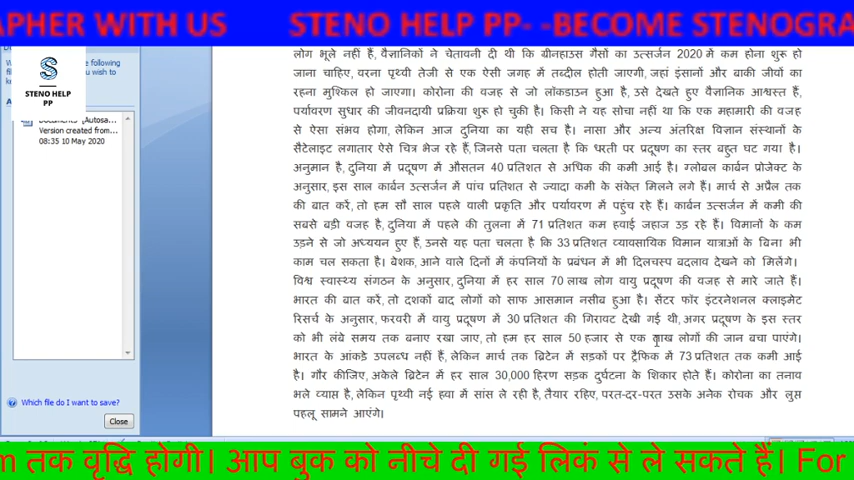 APHER WITH US STENO HELP PP- -BECOME STENOGRA
e following
u wish to
STENO HELP
PP
Documents (Autosa...
Version created from...
08:35 10 May 2020
Which file do I want to save?
Close
लोग भूले नहीं हैं, वैज्ञानिकों ने चेतावनी दी थी कि ग्रीनहाउस गैसों का उत्सर्जन 2020 में कम होना शुरू हो
जाना चाहिए, वरना पृथ्वी तेजी से एक ऐसी जगह में तब्दील होती जाएगी, जहां इंसानों और बाकी जीवों का
रहना मुश्किल हो जाएगा। कोरोना की वजह से जो लॉकडाउन हुआ है, उसे देखते हुए वैज्ञानिक आश्वस्त हैं,
पर्यावरण सुधार की जीवनदायी प्रक्रिया शुरू हो चुकी है। किसी ने यह सोचा नहीं था कि एक महामारी की वजह
से ऐसा संभव होगा, लेकिन आज दुनिया का यही सच है। नासा और अन्य अंतरिक्ष विज्ञान संस्थानों के
सैटेलाइट लगातार ऐसे चित्र भेज रहे हैं, जिनसे पता चलता है कि धरती पर प्रदूषण का स्तर बहुत घट गया है।
अनुमान है, दुनिया में प्रदूषण में औसतन 40 प्रतिशत से अधिक की कमी आई है। ग्लोबल कार्बन प्रोजेक्ट के
अनुसार, इस साल कार्बन उत्सर्जन में पांच प्रतिशत से ज्यादा कमी के संकेत मिलने लगे हैं। मार्च से अप्रैल तक
की बात करें, तो हम सौ साल पहले वाली प्रकृति और पर्यावरण में पहुंच रहे हैं। कार्बन उत्सर्जन में कमी की
सबसे बड़ी वजह है, दुनिया में पहले की तुलना में 71 प्रतिशत कम हवाई जहाज उड़ रहे हैं। विमानों के कम
उड़ने से जो अध्ययन हुए हैं, उनसे यह पता चलता है कि 33 प्रतिशत व्यावसायिक विमान यात्राओं के बिना भी
काम चल सकता है। बेशक, आने वाले दिनों में कंपनियों के प्रबंधन में भी दिलचस्प बदलाव देखने को मिलेंगे।
विश्व स्वास्थ्य संगठन के अनुसार, दुनिया में हर साल 70 लाख लोग वायु प्रदूषण की वजह से मारे जाते हैं।
भारत की बात करें, तो दशकों बाद लोगों को साफ आसमान नसीब हुआ है। सेंटर फॉर इंटरनेशनल क्लाइमेट
रिसर्च के अनुसार, फरवरी में वायु प्रदूषण में 30 प्रतिशत की गिरावट देखी गई थी, अगर प्रदूषण के इस स्तर
को भी लंबे समय तक बनाए रखा जाए, तो हम हर साल 50 हजार से एक लाख लोगों की जान बचा पाएंगे।
भारत के आंकड़े उपलब्ध नहीं हैं, लेकिन मार्च तक ब्रिटेन में सड़कों पर ट्रैफिक में 73 प्रतिशत तक कमी आई
है। गौर कीजिए, अकेले ब्रिटेन में हर साल 30,000 हिरण सड़क दुर्घटना के शिकार होते हैं। कोरोना का तनाव
भले व्याप्त है, लेकिन पृथ्वी नई हवा में सांस ले रही है, तैयार रहिए, परत-दर-परत उसके अनेक रोचक और लुप्त
पहलू सामने आएंगे।
m तक वृद्धि होगी। आप बुक को नीचे दी गई लिकं से ले सकते हैं। For